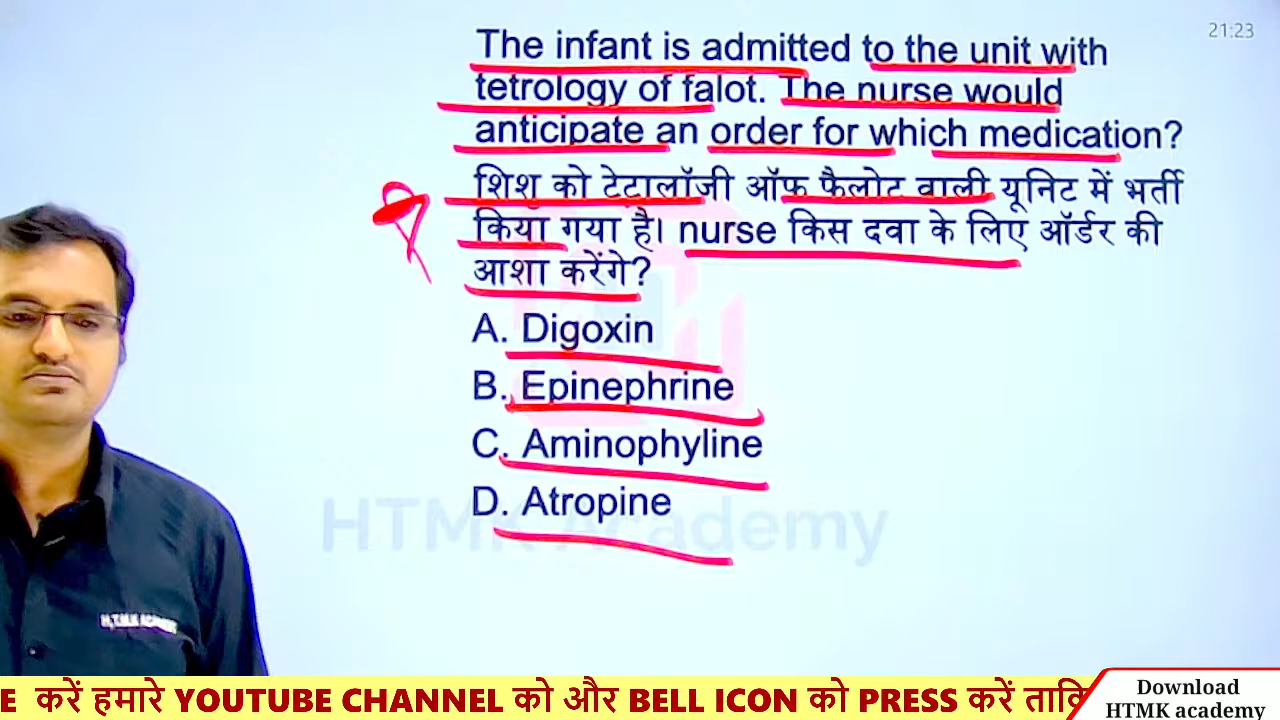 21:23
The infant is admitted to the unit with
tetrology of falot. The nurse would
anticipate an order for which medication?
शिशु को टेट्रालॉजी ऑफ फैलोट वाली यूनिट में भर्ती
किया गया है। nurse किस दवा के लिए ऑर्डर की
आशा करेंगे?
A. Digoxin
B. Epinephrine
C. Aminophyline
D. Atropine
HTMK Academy
H.T.M.K ACADEMY
E करें हमारे YOUTUBE CHANNEL को और BELL ICON को PRESS करें ताकि
Download
HTMK academy